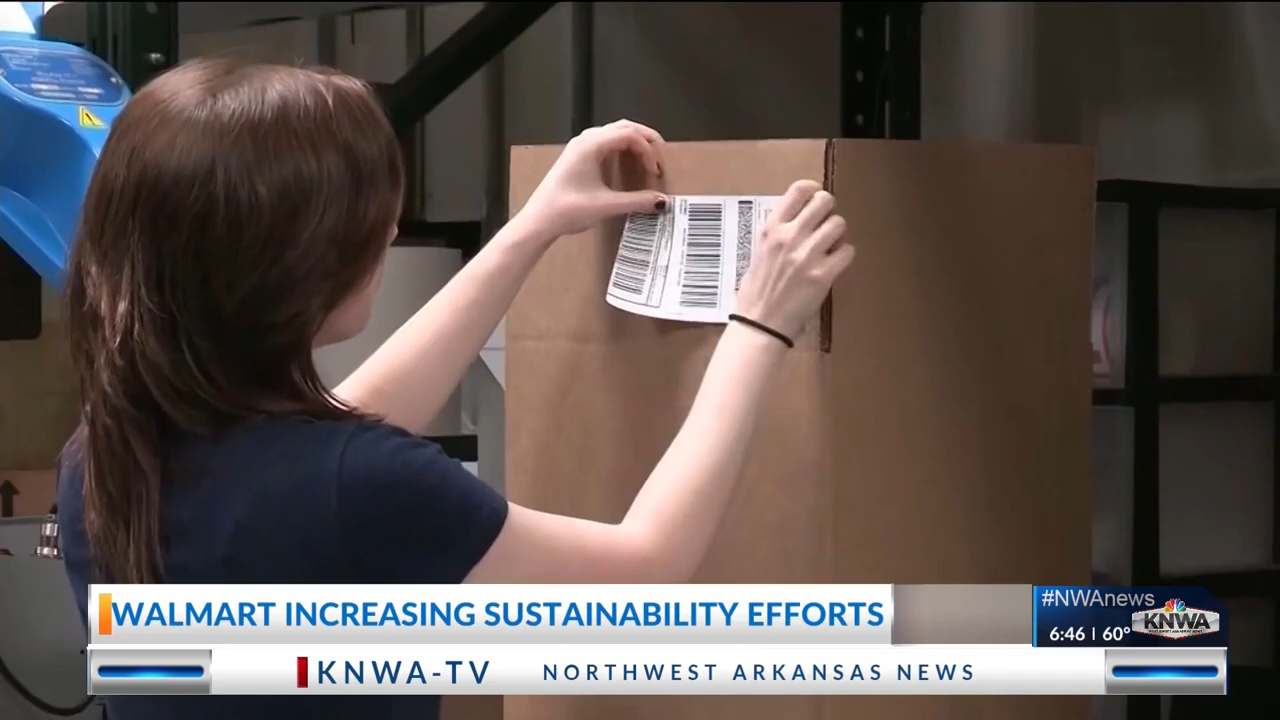 WALMART INCREASING SUSTAINABILITY EFFORTS
#NWAnews
KNWA
6:46 | 60°
KNWA-TV NORTHWEST ARKANSAS NEWS